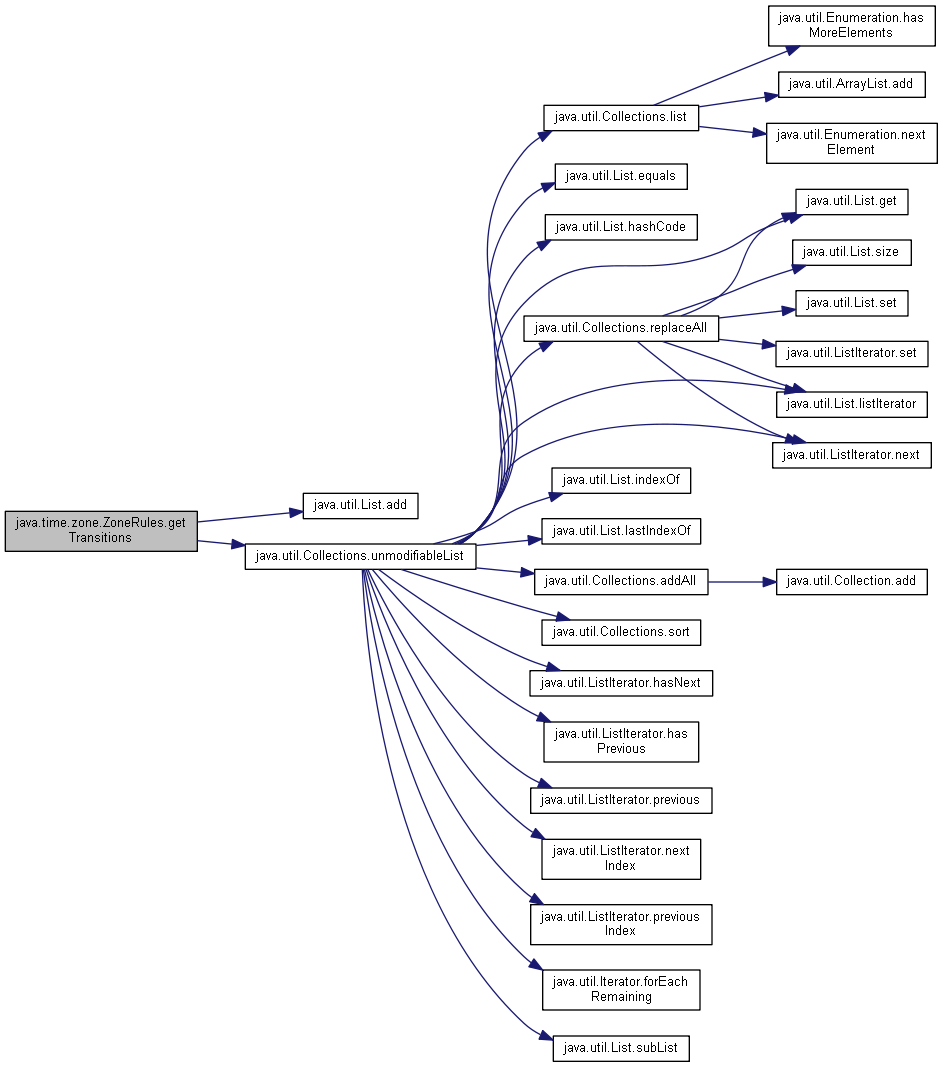 java.time.zone.ZoneRules.get
Transitions
java.util.List.add
java.util.Collections.unmodifiableList
java.util.Collections.list
java.util.List.equals
java.util.List.hashCode
java.util.Collections.replaceAll
java.util.List.indexOf
java.util.List.lastIndexOf
java.util.Collections.addAll
java.util.Collections.sort
java.util.ListIterator.hasNext
java.util.ListIterator.has
Previous
java.util.ListIterator.previous
java.util.ListIterator.next
Index
java.util.ListIterator.previous
Index
java.util.Iterator.forEach
Remaining
java.util.List.subList
java.util.Enumeration.has
MoreElements
java.util.ArrayList.add
java.util.Enumeration.next
Element
java.util.List.get
java.util.List.size
java.util.List.set
java.util.ListIterator.set
java.util.List.listIterator
java.util.ListIterator.next
java.util.Collection.add